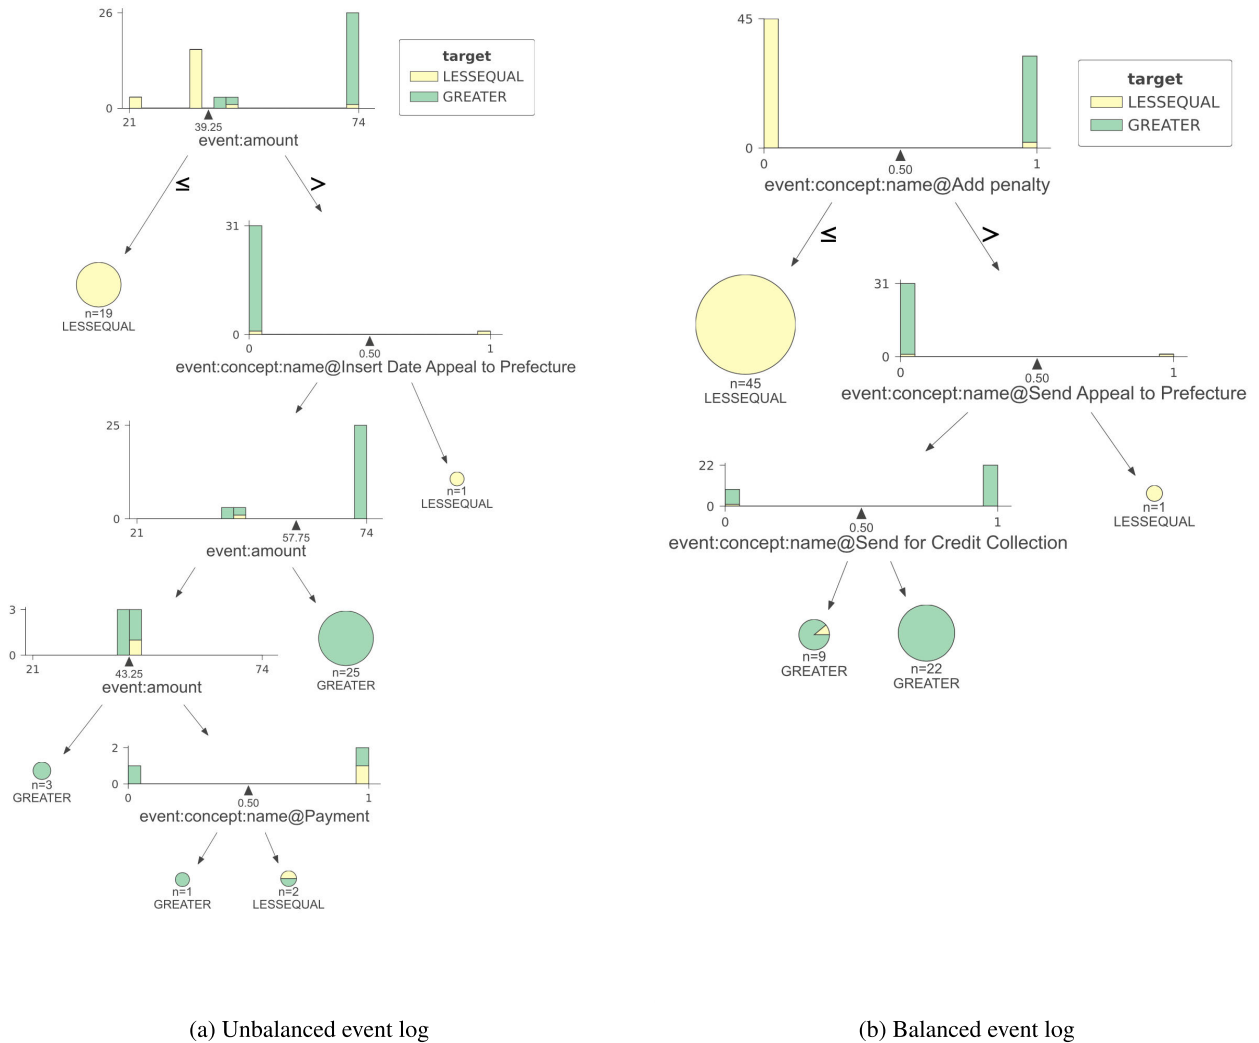 26
0
21
39.25
74
event:amount
target
LESSEQUAL
GREATER
≤
>
n=19
LESSEQUAL
31
0
0
0.50
1
event:concept:name@Insert Date Appeal to Prefecture
25
0
21
57.75
74
event:amount
n=1
LESSEQUAL
3
0
21
43.25
74
event:amount
n=25
GREATER
n=3
GREATER
2
0
0
0.50
1
event:concept:name@Payment
n=1
GREATER
n=2
LESSEQUAL
(a) Unbalanced event log
45
0
0
0.50
1
event:concept:name@Add penalty
target
LESSEQUAL
GREATER
≤
>
n=45
LESSEQUAL
31
0
0
0.50
1
event:concept:name@Send Appeal to Prefecture
22
0
0
0.50
1
event:concept:name@Send for Credit Collection
n=1
LESSEQUAL
n=9
GREATER
n=22
GREATER
(b) Balanced event log